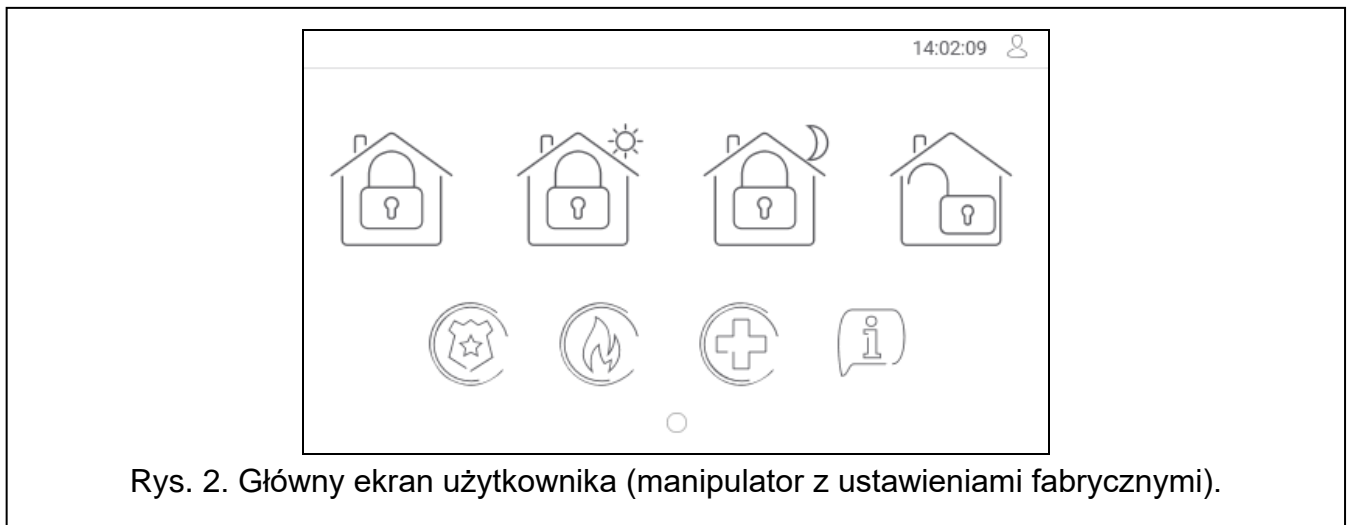 14:02:09
Rys. 2. Główny ekran użytkownika (manipulator z ustawieniami fabrycznymi).